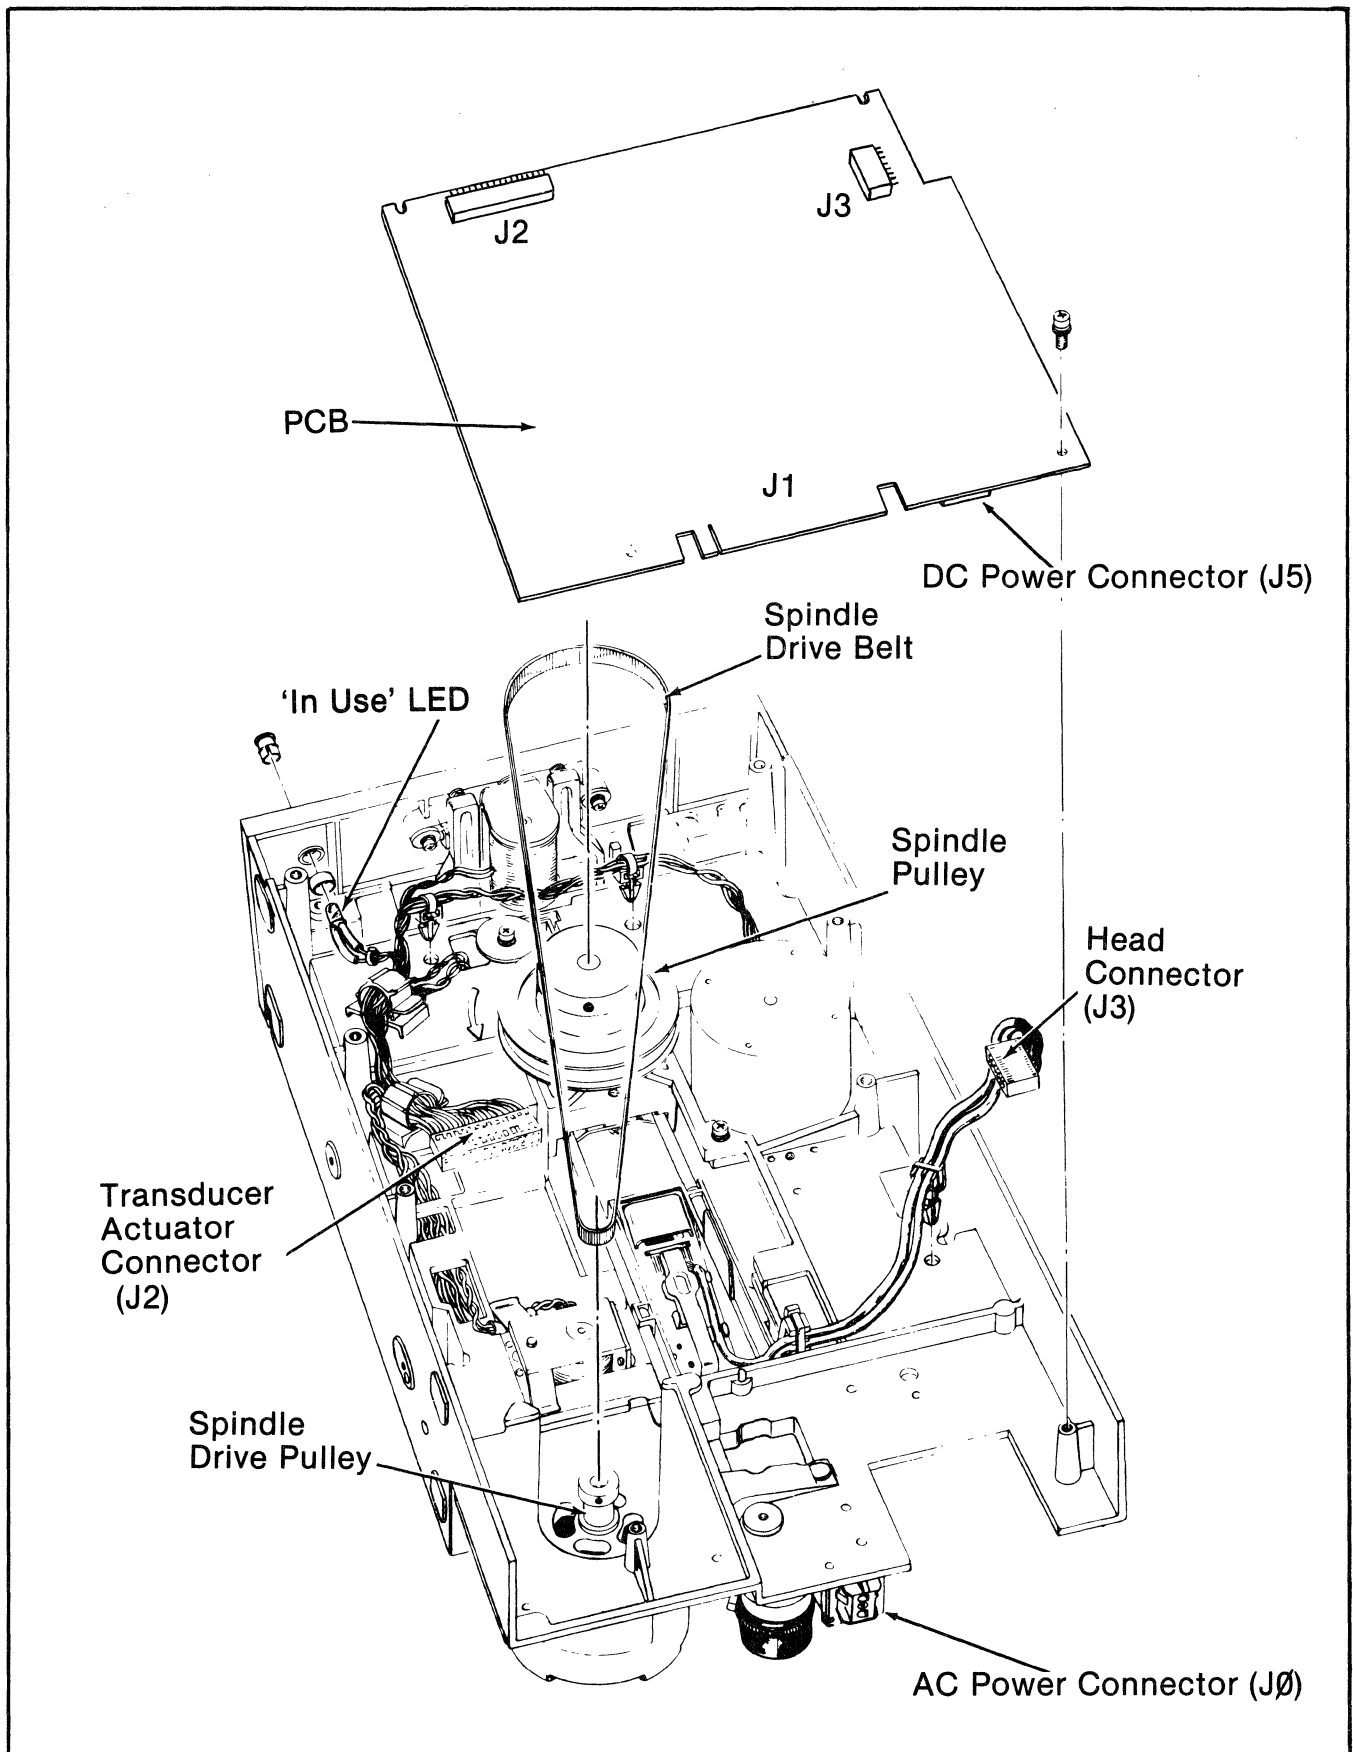 J2
J3
PCB
J1
DC Power Connector (J5)
Spindle
Drive Belt
‘In Use’ LED
Spindle
Pulley
Head
Connector
(J3)
Transducer
Actuator
Connector
(J2)
Spindle
Drive Pulley
AC Power Connector (JØ)